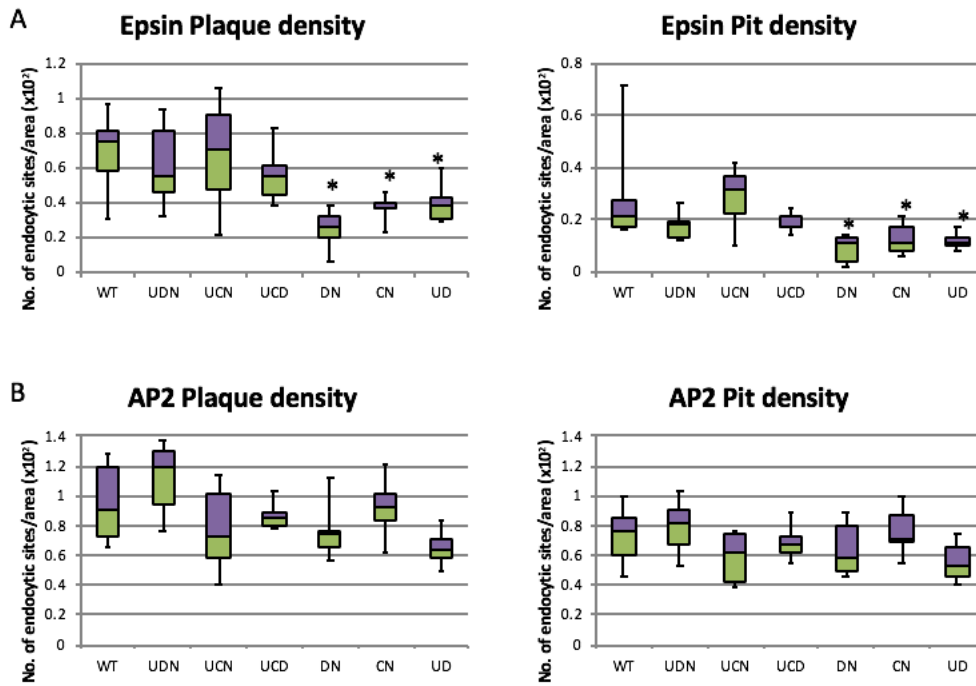 A
Epsin Plaque density
No. of endocytic sites/area (x10²)
1.2
1
0.8
0.6
0.4
0.2
0
* * *
WT UDN UCN UCD DN CN UD
Epsin Pit density
No. of endocytic sites/area (x10²)
0.8
0.6
0.4
0.2
0
* * *
WT UDN UCN UCD DN CN UD
B
AP2 Plaque density
No. of endocytic sites/area (x10²)
1.4
1.2
1
0.8
0.6
0.4
0.2
0
WT UDN UCN UCD DN CN UD
AP2 Pit density
No. of endocytic sites/area (x10²)
1.4
1.2
1
0.8
0.6
0.4
0.2
0
WT UDN UCN UCD DN CN UD